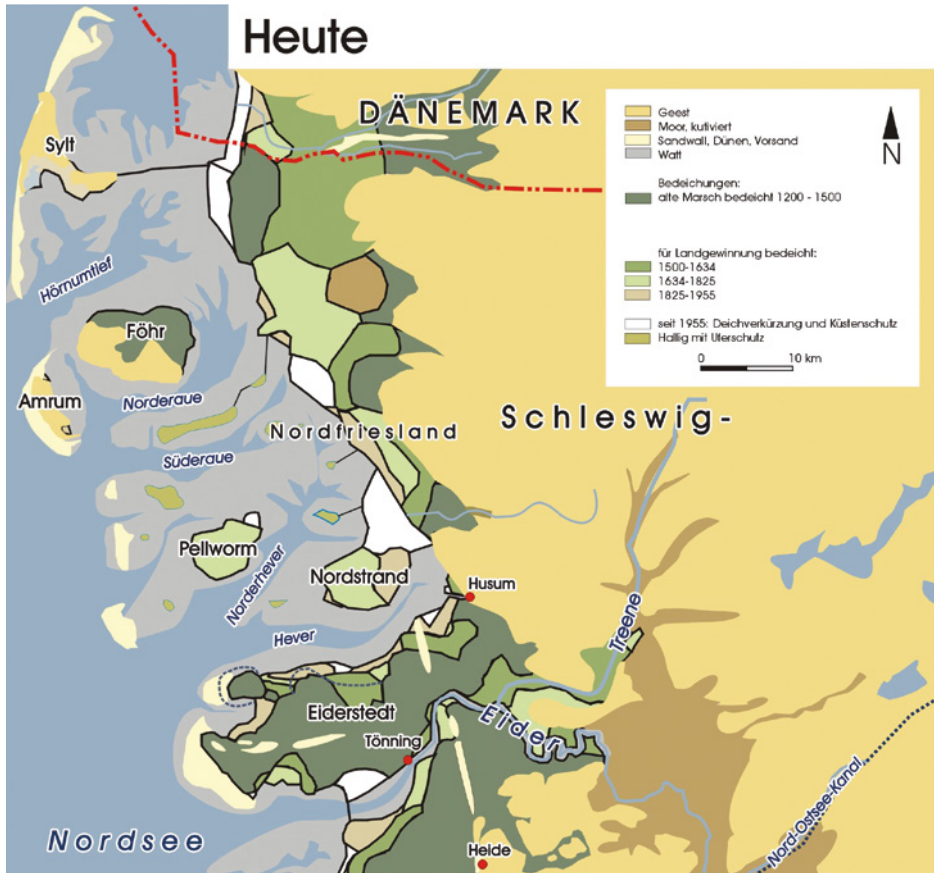 Heute
DÄNEMARK
Sylt
Geest
Moor, kutiviert
Sandwall, Dünen, Vorsand
Watt
Bedeichungen:
alte Marsch bedeicht 1200 - 1500
für Landgewinnung bedeicht:
1500-1634
1634-1825
1825-1955
seit 1955: Deichverkürzung und Küstenschutz
Hallig mit Uferschutz
0 10 km
N
Hörnumtief
Föhr
Amrum
Norderaue
Schleswig-
Nordfriesland
Süderaue
Pellworm
Norderhever
Nordstrand
Husum
Treene
Hever
Eiderstedt
Eider
Tönning
Nord-Ostsee-Kanal
Nordsee
Heide